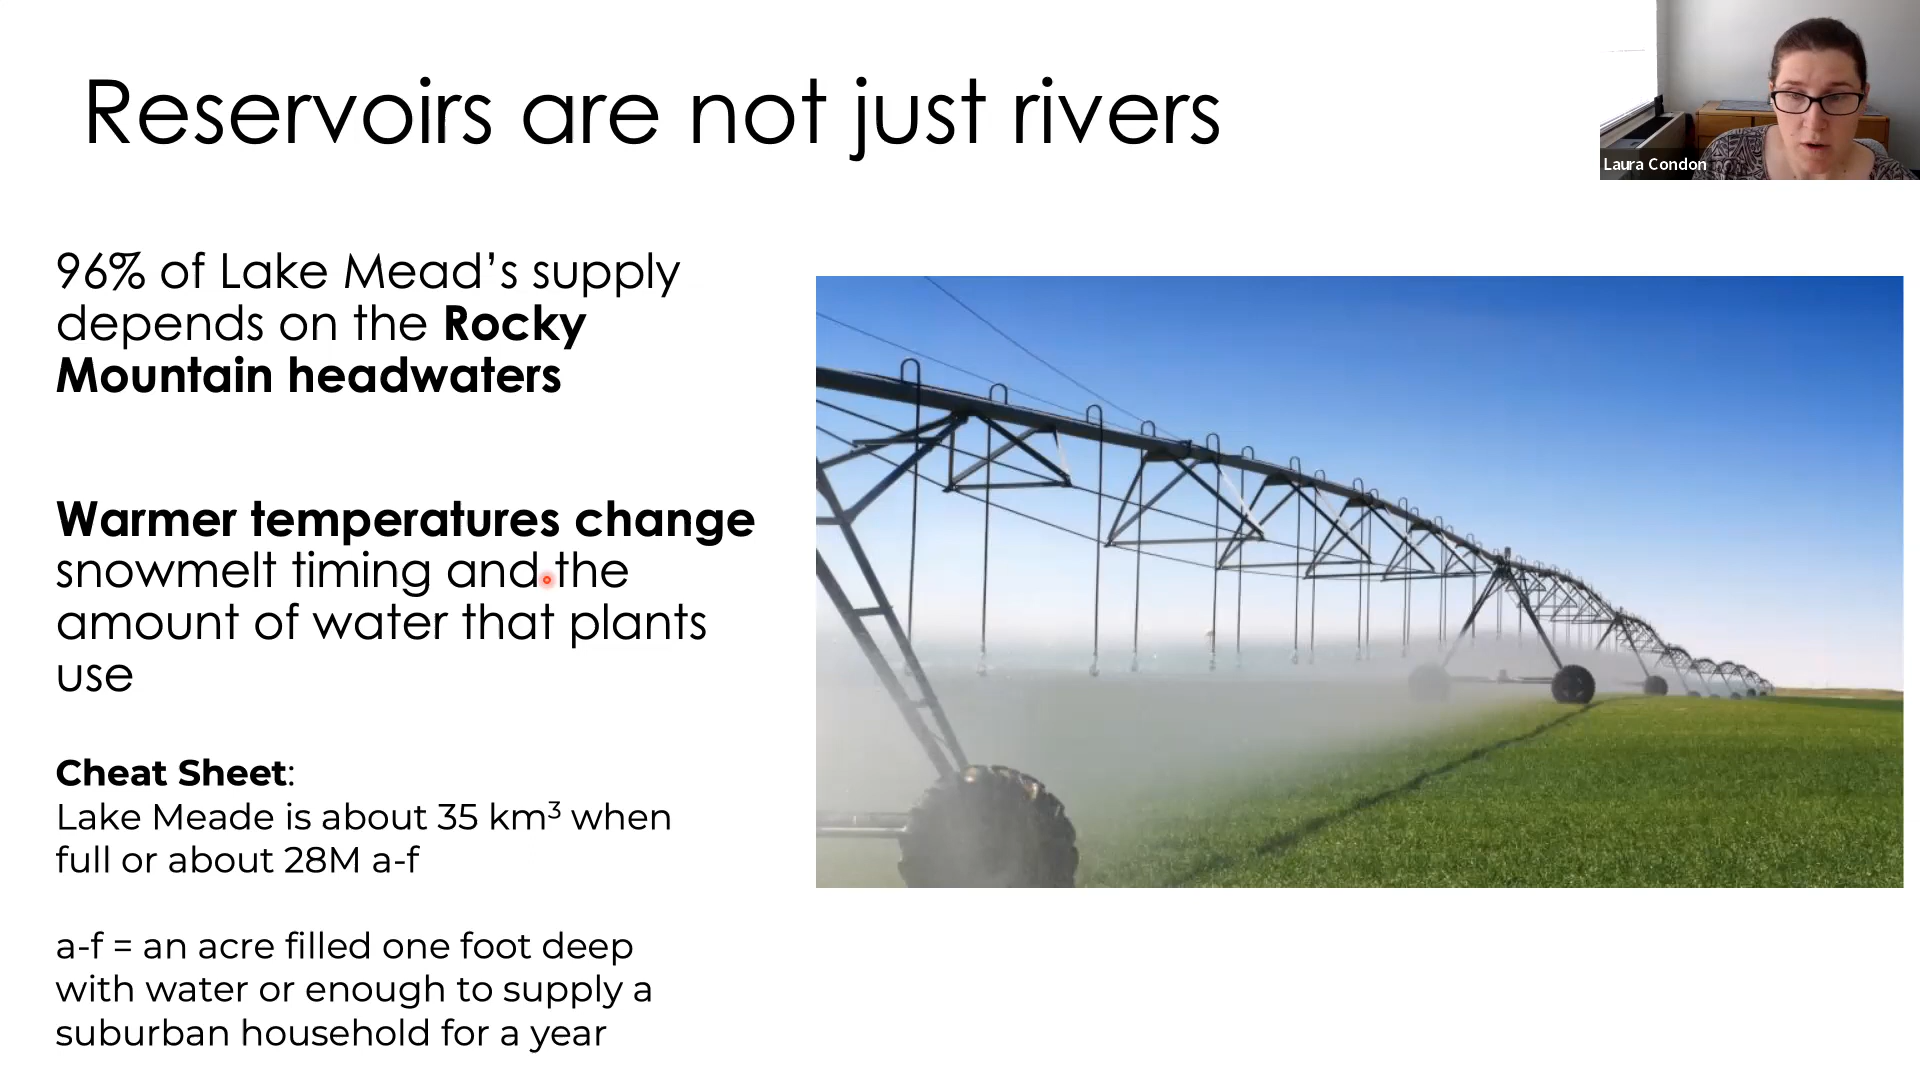 Reservoirs are not just rivers
Laura Condon
96% of Lake Mead’s supply
depends on the Rocky
Mountain headwaters
Warmer temperatures change
snowmelt timing and the
amount of water that plants
use
Cheat Sheet:
Lake Meade is about 35 km³ when
full or about 28M a-f
a-f = an acre filled one foot deep
with water or enough to supply a
suburban household for a year